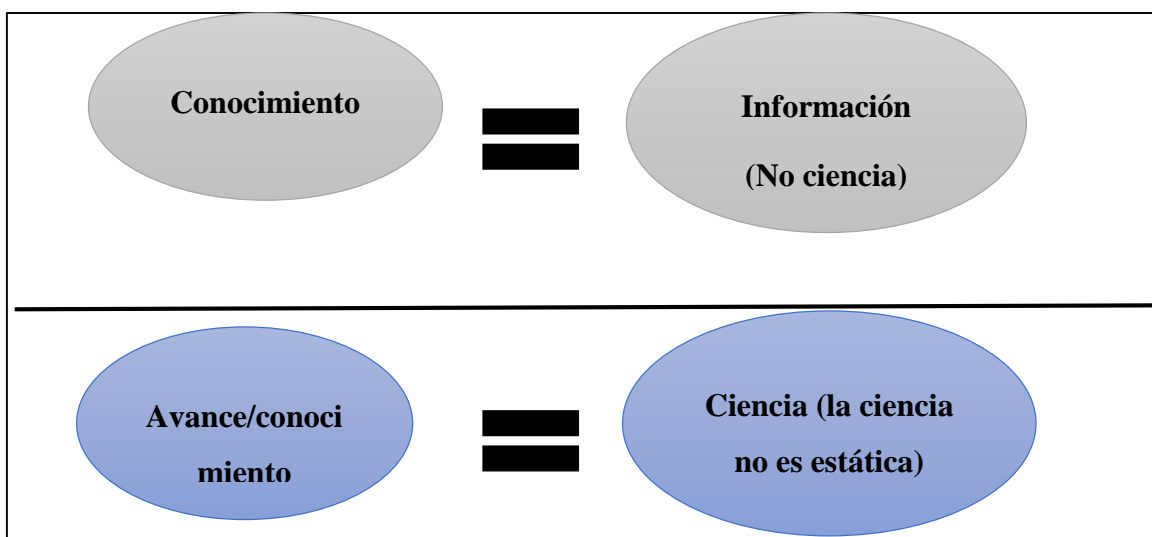 Conocimiento
Información
(No ciencia)
Avance/conoci
miento
Ciencia (la ciencia
no es estática)